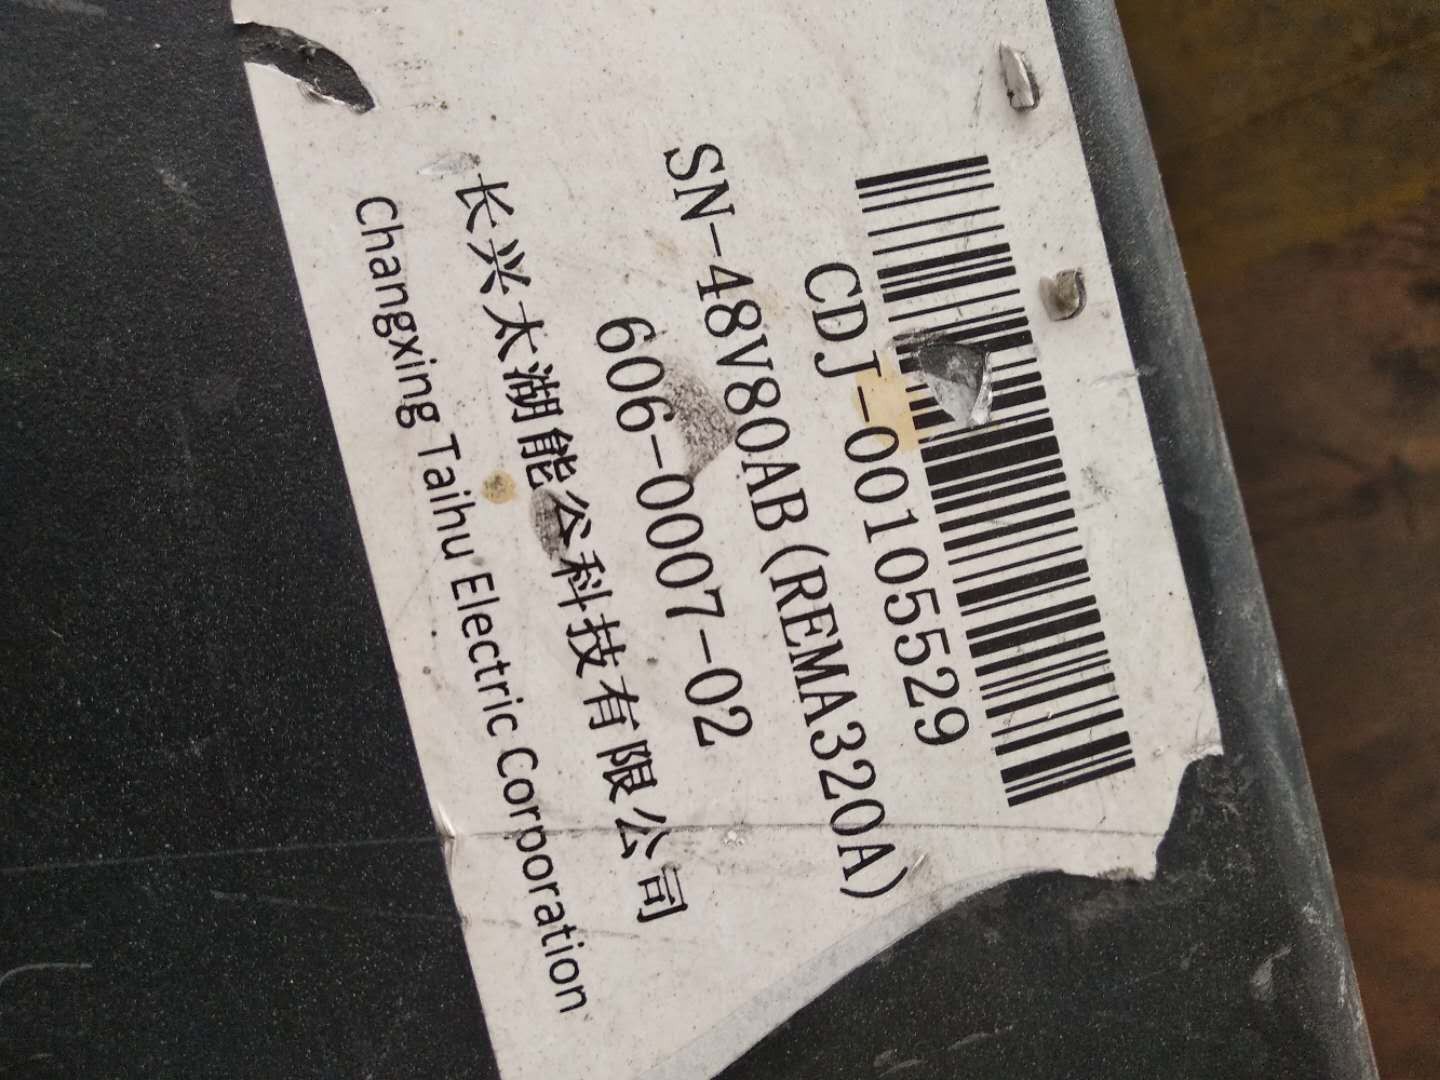 CDJ-00105529
SN-48V80AB(REMA320A)
606-0007-02
长兴太湖能谷科技有限公司
Changxing Taihu Electric Corporation